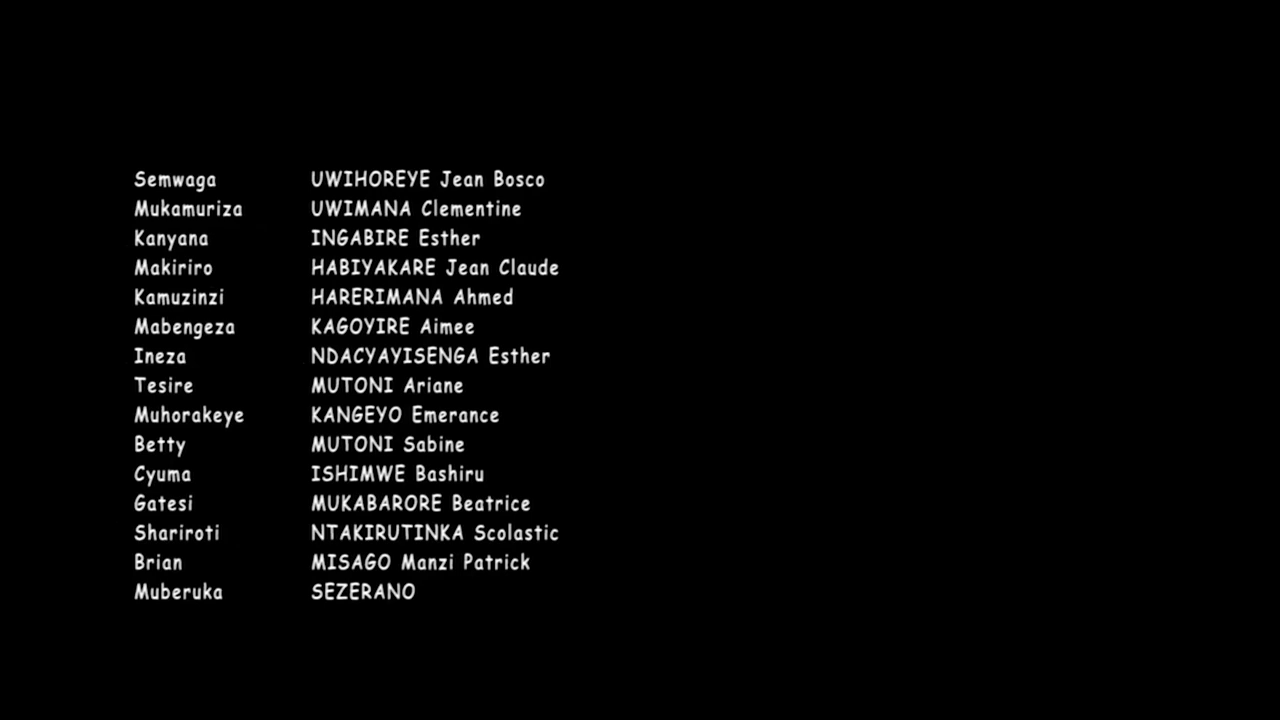 Semwaga UWIHOREYE Jean Bosco
Mukamuriza UWIMANA Clementine
Kanyana INGABIRE Esther
Makiriro HABIYAKARE Jean Claude
Kamuzinzi HARERIMANA Ahmed
Mabengeza KAGOYIRE Aimee
Ineza NDACYAYISENGA Esther
Tesire MUTONI Ariane
Muhorakeye KANGEYO Emerance
Betty MUTONI Sabine
Cyuma ISHIMWE Bashiru
Gatesi MUKABARORE Beatrice
Shariroti NTAKIRUTINKA Scolastic
Brian MISAGO Manzi Patrick
Muberuka SEZERANO